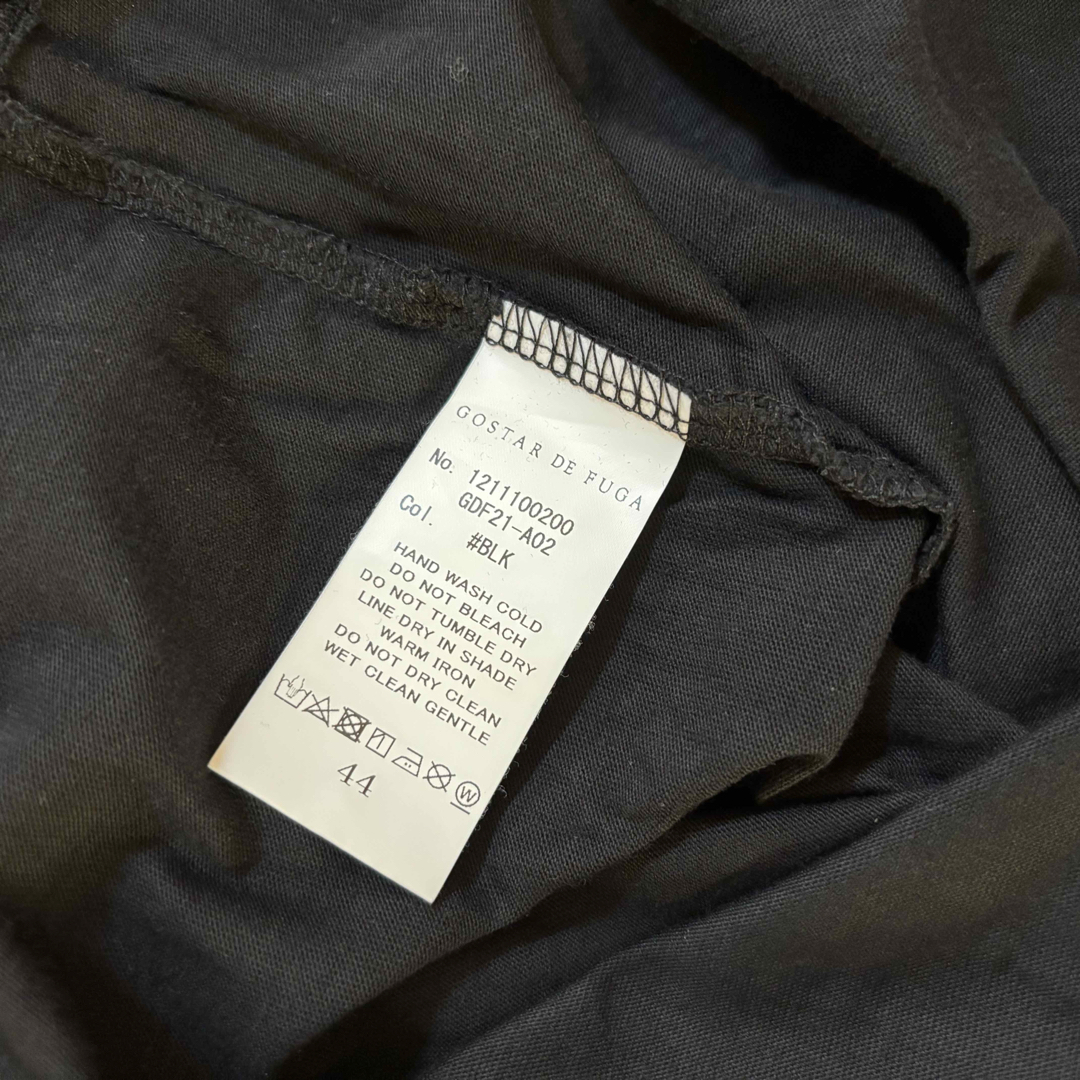 GOSTAR DE FUGA
No. 1211100200
GDF21-A02
Col. #BLK
HAND WASH COLD
DO NOT BLEACH
DO NOT TUMBLE DRY
LINE DRY IN SHADE
WARM IRON
DO NOT DRY CLEAN
WET CLEAN GENTLE
W
44